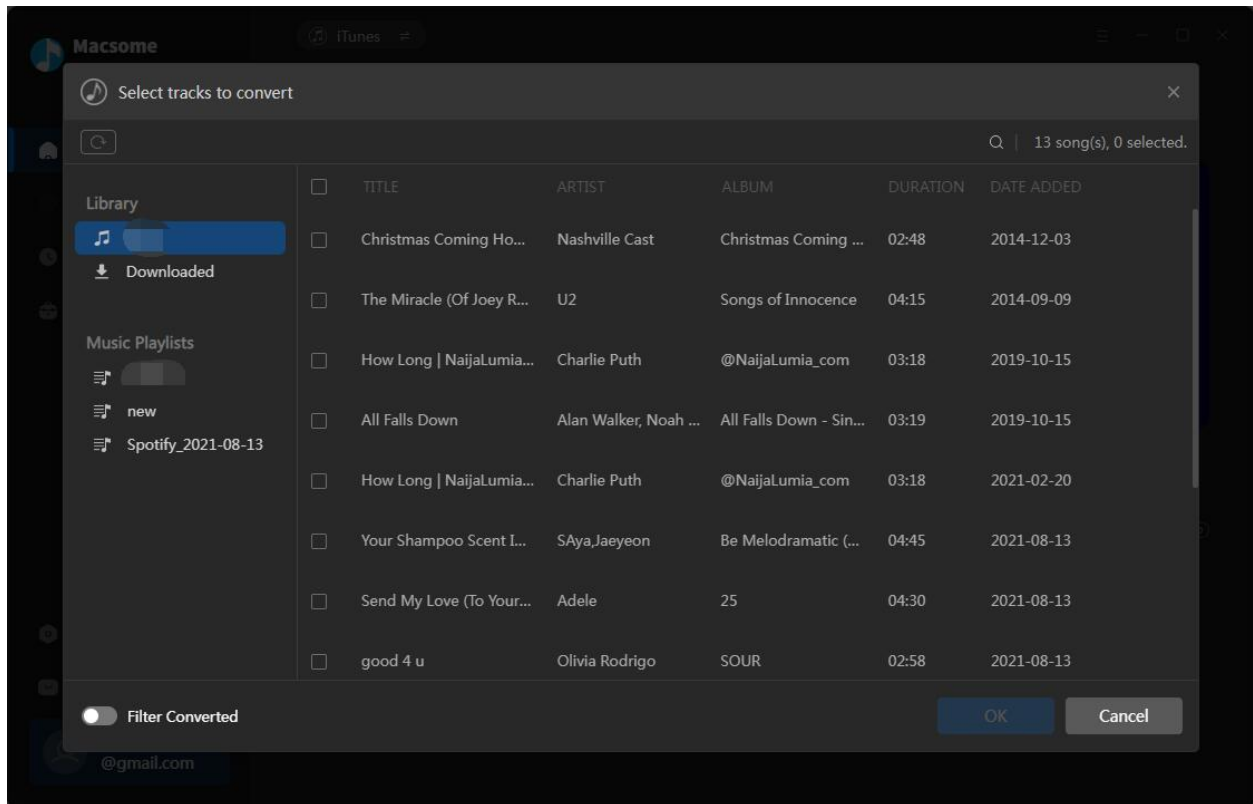 Macsome
iTunes
Select tracks to convert
13 song(s), 0 selected.
Library
Downloaded
Music Playlists
new
Spotify_2021-08-13
TITLE ARTIST ALBUM DURATION DATE ADDED
Christmas Coming Ho... Nashville Cast Christmas Coming ... 02:48 2014-12-03
The Miracle (Of Joey R... U2 Songs of Innocence 04:15 2014-09-09
How Long | NaijaLumia... Charlie Puth @NaijaLumia_com 03:18 2019-10-15
All Falls Down Alan Walker, Noah ... All Falls Down - Sin... 03:19 2019-10-15
How Long | NaijaLumia... Charlie Puth @NaijaLumia_com 03:18 2021-02-20
Your Shampoo Scent I... SAya,Jaeyeon Be Melodramatic (... 04:45 2021-08-13
Send My Love (To Your... Adele 25 04:30 2021-08-13
good 4 u Olivia Rodrigo SOUR 02:58 2021-08-13
Filter Converted
OK Cancel
@gmail.com